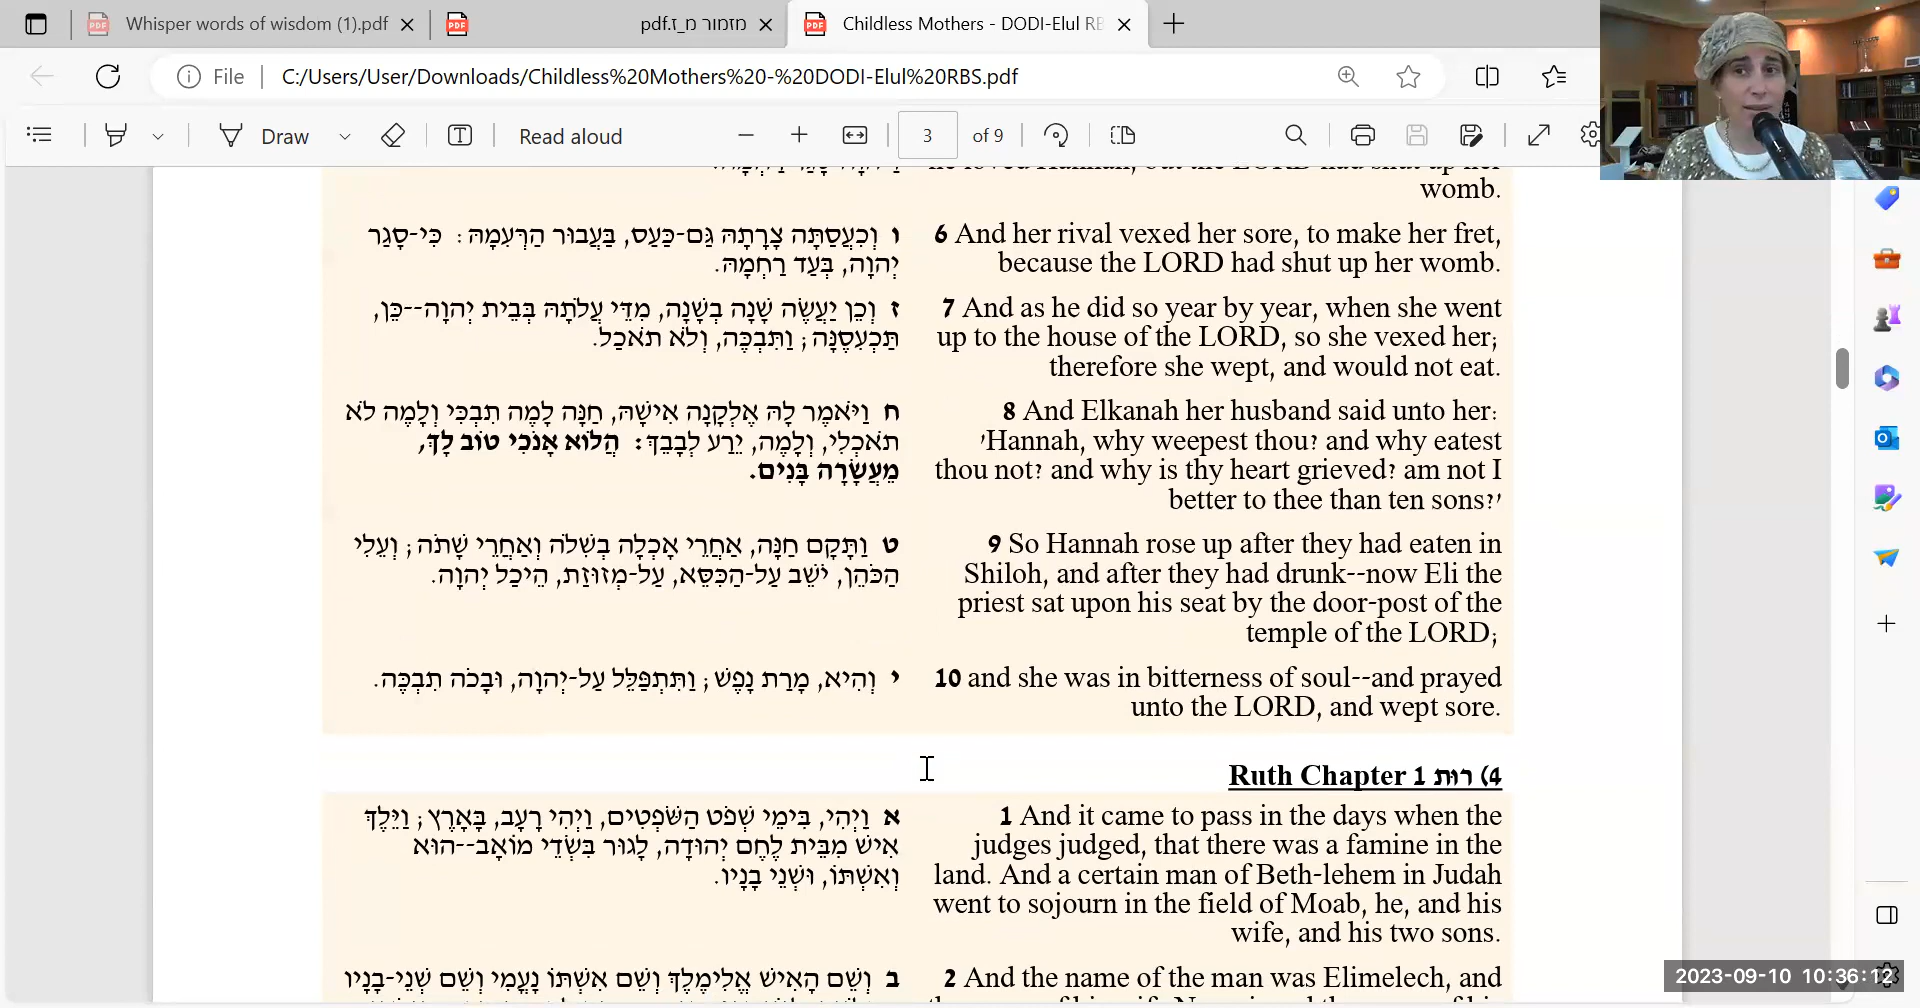 Whisper words of wisdom (1).pdf
מזמור מ_ז.pdf
Childless Mothers - DODI-Elul RB
File
C:/Users/User/Downloads/Childless%20Mothers%20-%20DODI-Elul%20RBS.pdf
Draw
Read aloud
3
of 9
womb.
ו וְכִעֲסַתָּה צָרָתָהּ גַּם-כַּעַס, בַּעֲבוּר הַרְּעִמָהּ: כִּי-סָגַר
יְהוָה, בְּעַד רַחְמָהּ.
6 And her rival vexed her sore, to make her fret,
because the LORD had shut up her womb.
ז וְכֵן יַעֲשֶׂה שָׁנָה בְשָׁנָה, מִדֵּי עֲלֹתָהּ בְּבֵית יְהוָה--כֵּן,
תַּכְעִסֶנָּה; וַתִּבְכֶּה, וְלֹא תֹאכַל.
7 And as he did so year by year, when she went
up to the house of the LORD, so she vexed her;
therefore she wept, and would not eat.
ח וַיֹּאמֶר לָהּ אֶלְקָנָה אִישָׁהּ, חַנָּה לָמֶה תִבְכִּי וְלָמֶה לֹא
תֹאכְלִי, וְלָמֶה, יֵרַע לְבָבֵךְ: הֲלוֹא אָנֹכִי טוֹב לָךְ,
מֵעֲשָׂרָה בָּנִים.
8 And Elkanah her husband said unto her:
'Hannah, why weepest thou? and why eatest
thou not? and why is thy heart grieved? am not I
better to thee than ten sons?'
ט וַתָּקָם חַנָּה, אַחֲרֵי אָכְלָה בְשִׁלֹה וְאַחֲרֵי שָׁתֹה; וְעֵלִי
הַכֹּהֵן, יֹשֵׁב עַל-הַכִּסֵּא, עַל-מְזוּזַת, הֵיכַל יְהוָה.
9 So Hannah rose up after they had eaten in
Shiloh, and after they had drunk--now Eli the
priest sat upon his seat by the door-post of the
temple of the LORD;
י וְהִיא, מָרַת נָפֶשׁ; וַתִּתְפַּלֵּל עַל-יְהוָה, וּבָכֹה תִבְכֶּה.
10 and she was in bitterness of soul--and prayed
unto the LORD, and wept sore.
4) רות Ruth Chapter 1
א וַיְהִי, בִּימֵי שְׁפֹט הַשֹּׁפְטִים, וַיְהִי רָעָב, בָּאָרֶץ; וַיֵּלֶךְ
אִישׁ מִבֵּית לֶחֶם יְהוּדָה, לָגוּר בִּשְׂדֵי מוֹאָב--הוּא
וְאִשְׁתּוֹ, וּשְׁנֵי בָנָיו.
1 And it came to pass in the days when the
judges judged, that there was a famine in the
land. And a certain man of Beth-lehem in Judah
went to sojourn in the field of Moab, he, and his
wife, and his two sons.
ב וְשֵׁם הָאִישׁ אֱלִימֶלֶךְ וְשֵׁם אִשְׁתּוֹ נָעֳמִי וְשֵׁם שְׁנֵי-בָנָיו
2 And the name of the man was Elimelech, and
2023-09-10 10:36:12